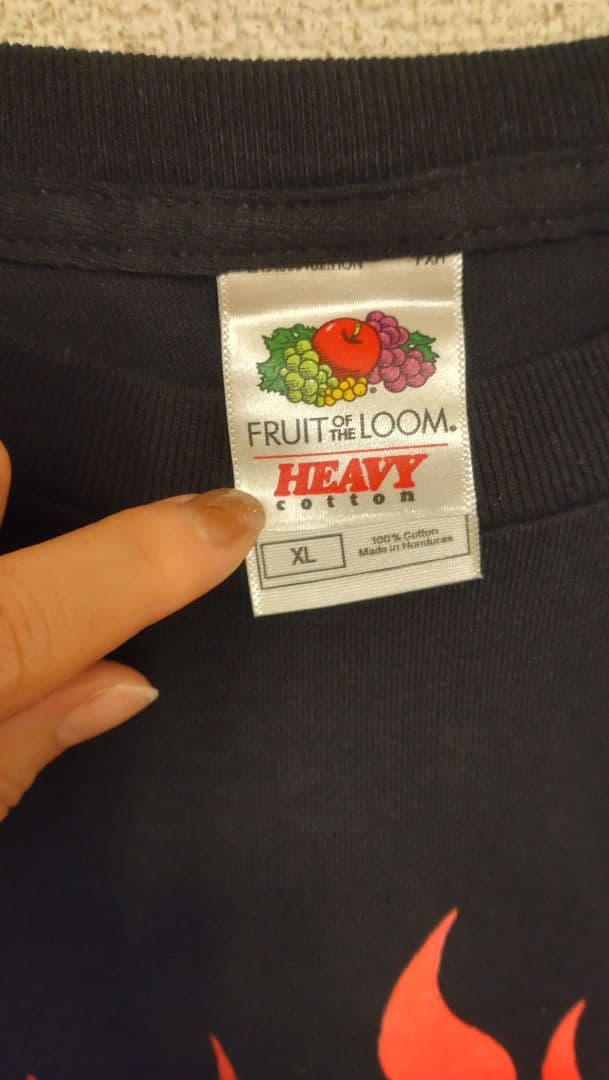 FRUIT OF THE LOOM.
HEAVY
cotton
XL
100% Cotton
Made in Honduras